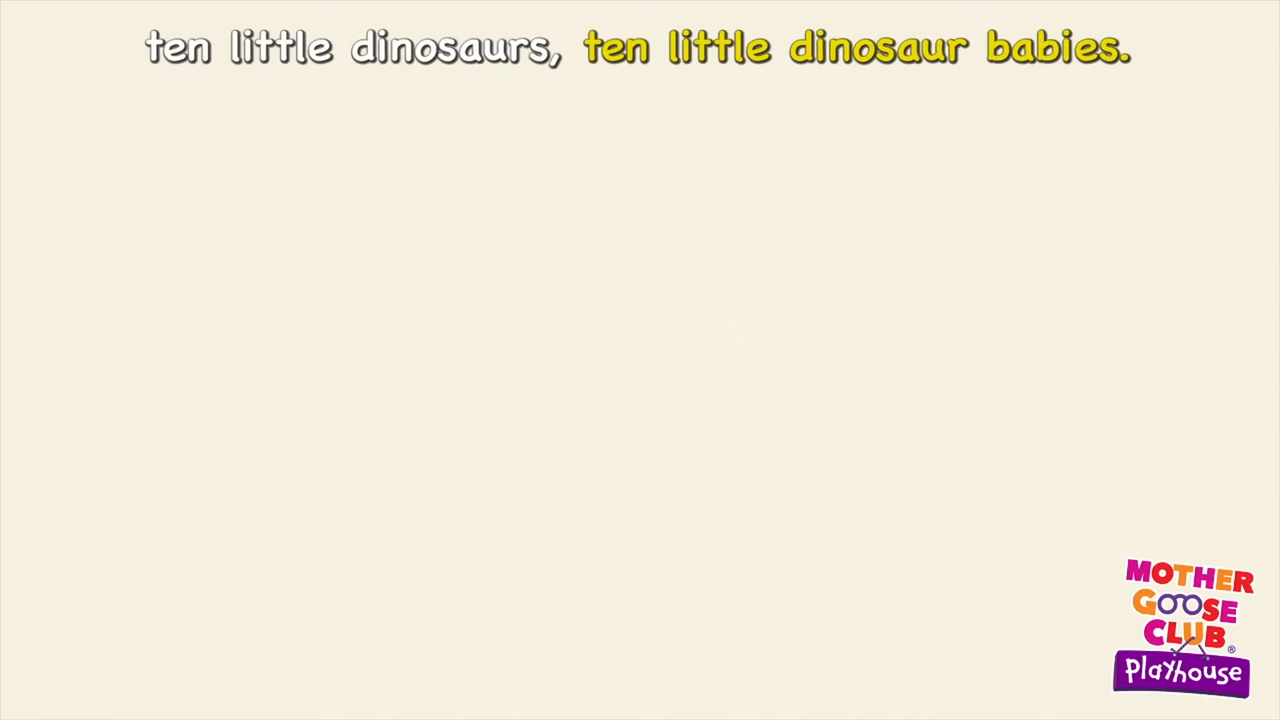 ten little dinosaurs, ten little dinosaur babies.
MOTHER
GOOSE
CLUB®
Playhouse